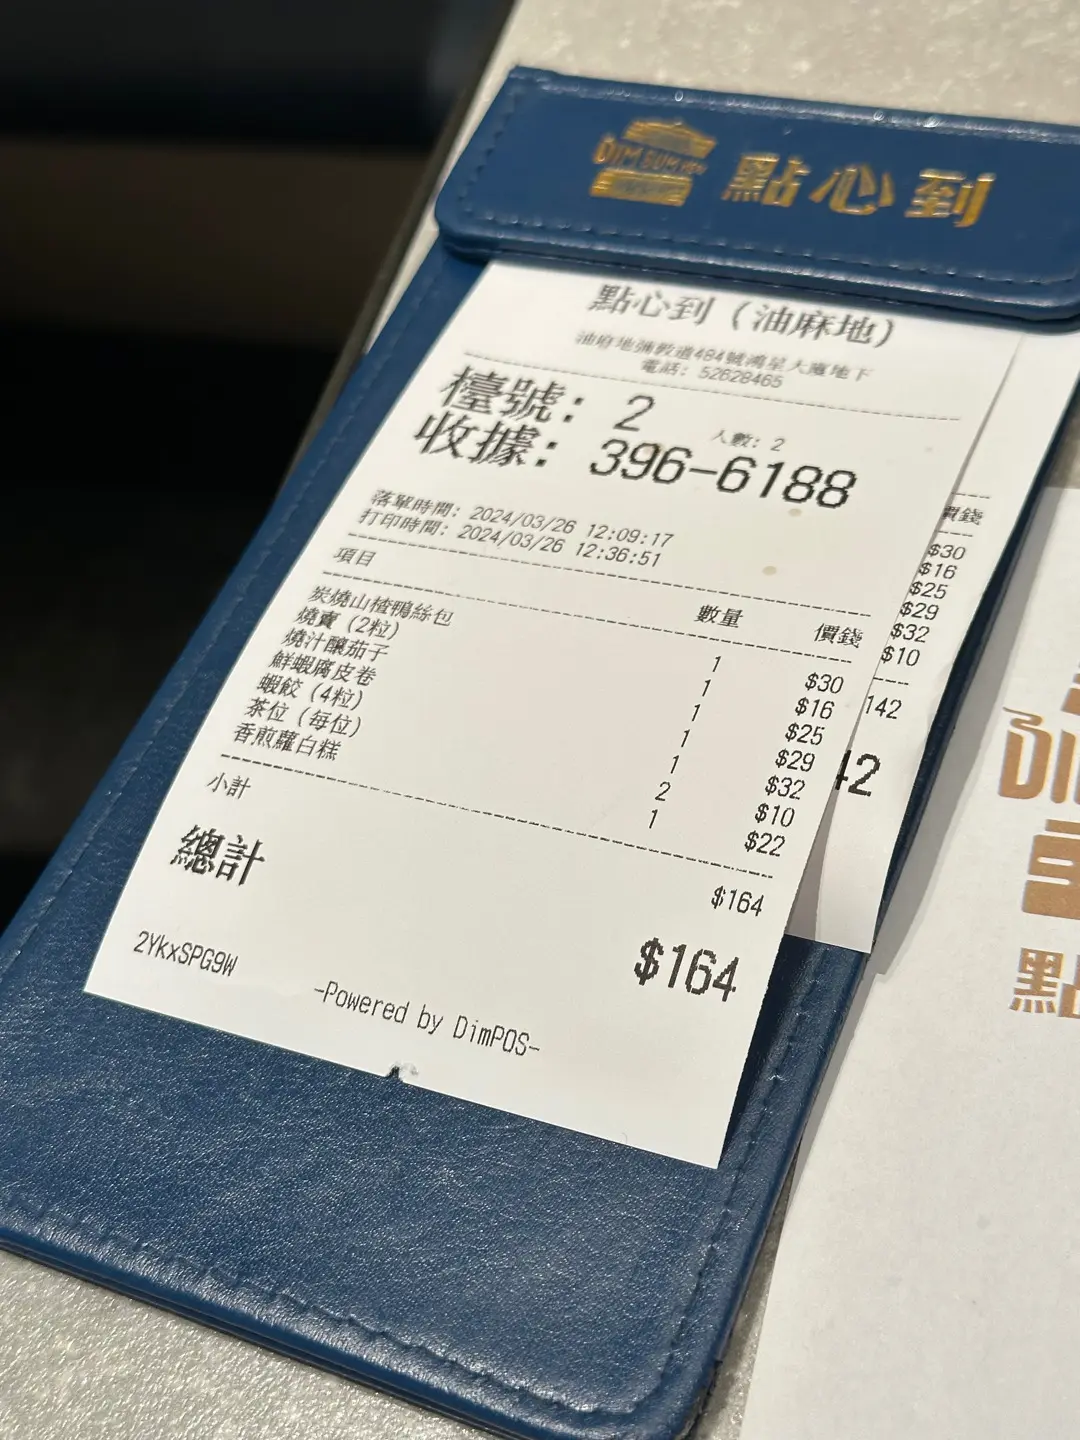 DIM SUM HERE
點心到
點心到（油麻地）
油麻地彌敦道484號鴻呈大廈地下
電話: 52628465
檯號: 2 人數: 2
收據: 396-6188
落單時間: 2024/03/26 12:09:17
打印時間: 2024/03/26 12:36:51
項目 數量 價錢
炭燒山楂鴨絲包 1 $30
燒賣（2粒） 1 $16
燒汁釀茄子 1 $25
鮮蝦腐皮卷 1 $29
蝦餃（4粒） 1 $32
茶位（每位） 2 $10
香煎蘿白糕 1 $22
小計 $164
總計 $164
2YkxSPG9W
-Powered by DimPOS-
價錢
$30
$16
$25
$29
$32
$10
142
42